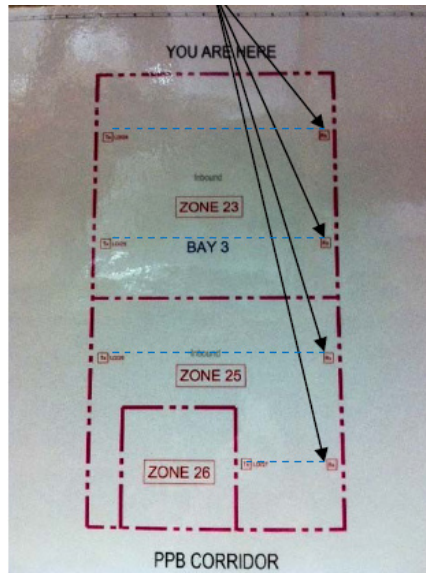 YOU ARE HERE
Inbound
ZONE 23
BAY 3
Inbound
ZONE 25
ZONE 26
PPB CORRIDOR